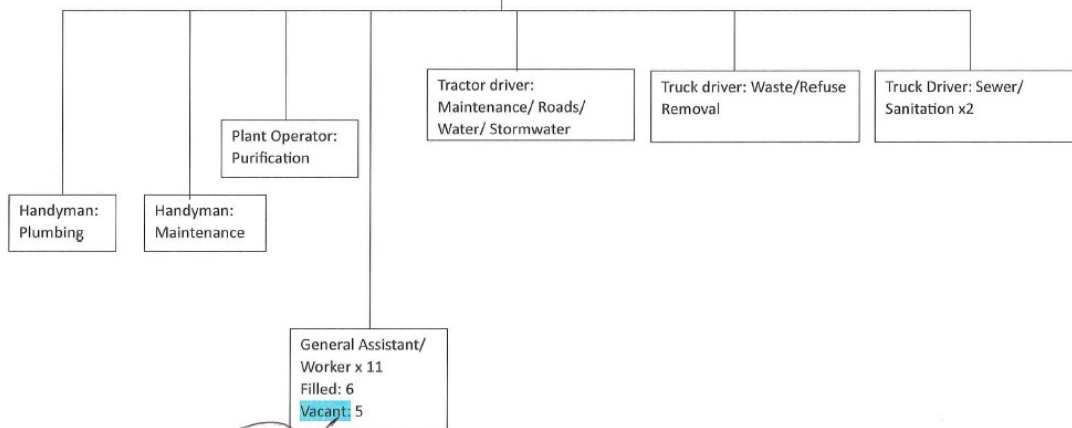 Tractor driver:
Maintenance/ Roads/
Water/ Stormwater
Truck driver: Waste/Refuse
Removal
Truck Driver: Sewer/
Sanitation x2
Plant Operator:
Purification
Handyman:
Plumbing
Handyman:
Maintenance
General Assistant/
Worker x 11
Filled: 6
Vacant: 5